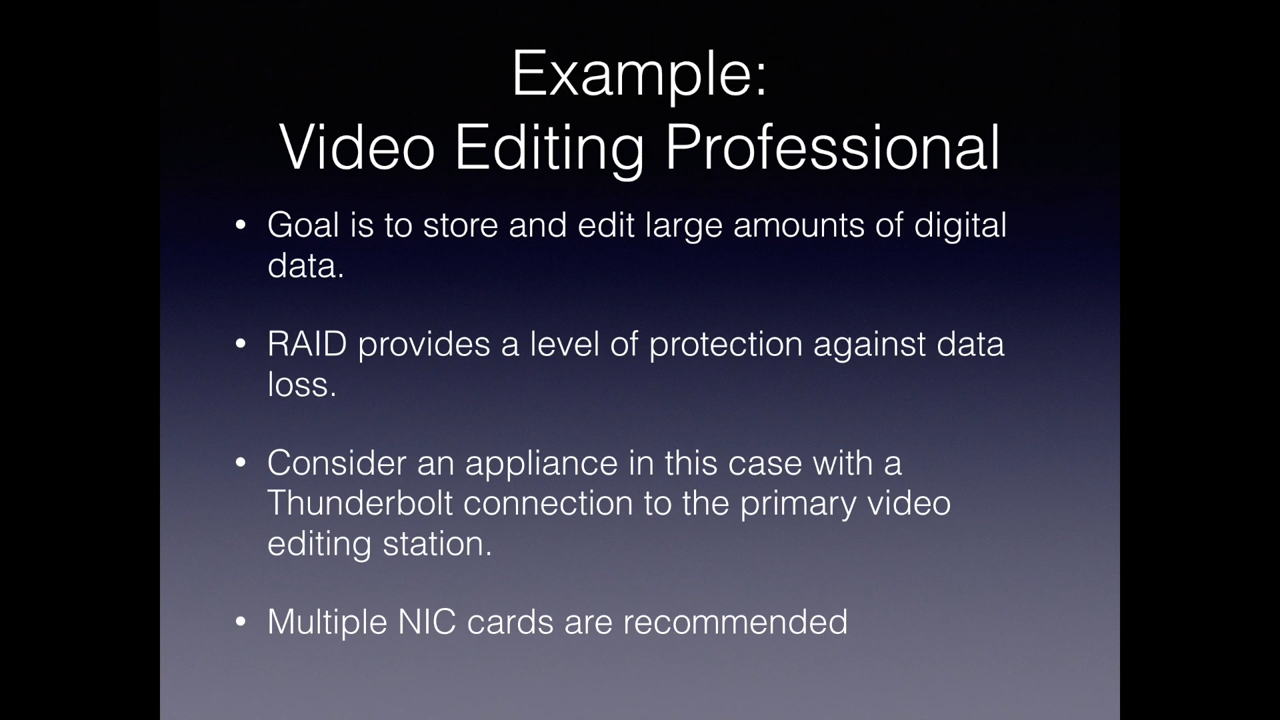 Example:
Video Editing Professional
• Goal is to store and edit large amounts of digital
data.
• RAID provides a level of protection against data
loss.
• Consider an appliance in this case with a
Thunderbolt connection to the primary video
editing station.
• Multiple NIC cards are recommended